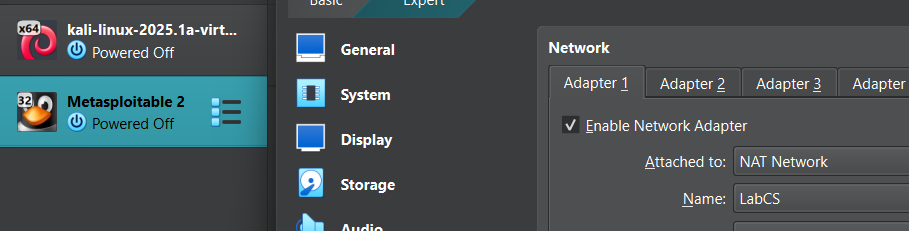 Basic Expert
x64
kali-linux-2025.1a-virt...
Powered Off
32
Metasploitable 2
Powered Off
General
System
Display
Storage
Audio
Network
Adapter 1 Adapter 2 Adapter 3 Adapter
Enable Network Adapter
Attached to: NAT Network
Name: LabCS